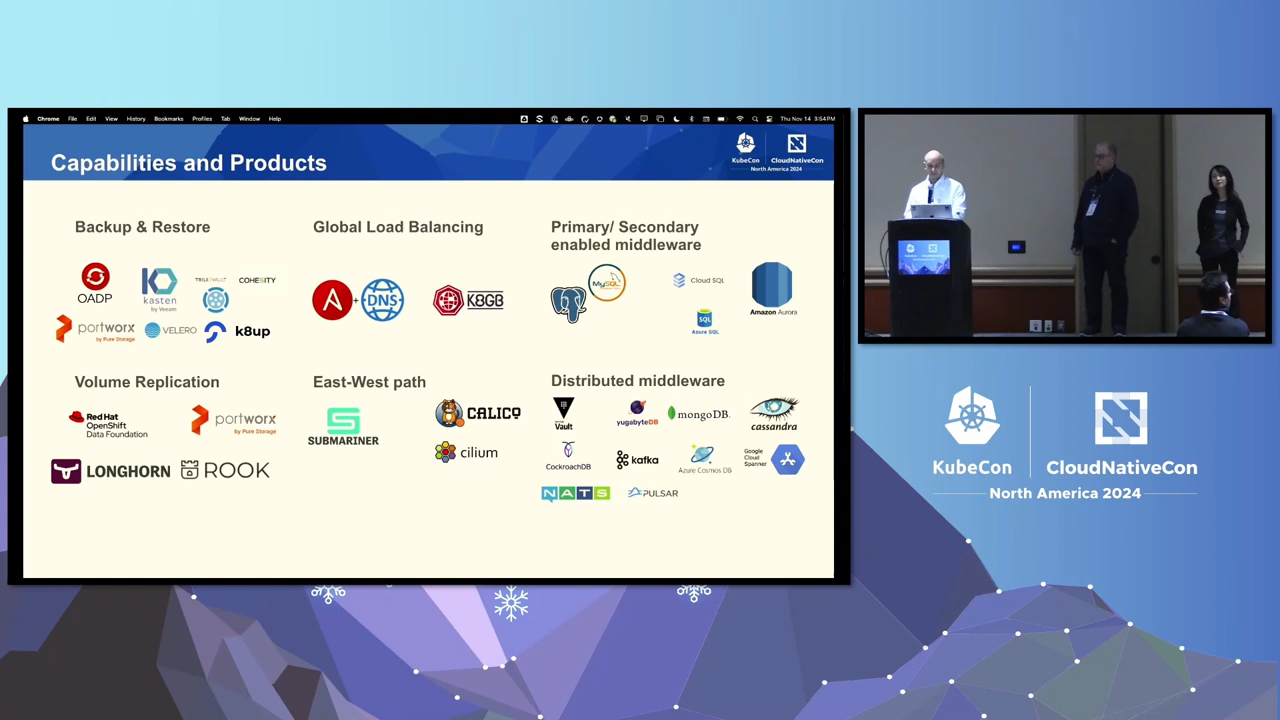 Chrome File Edit View History Bookmarks Profiles Tab Window Help
Thu Nov 14 3:54PM
Capabilities and Products
KubeCon
CloudNativeCon
North America 2024
Backup & Restore
OADP
kasten
by Veeam
TRILIOVAULT
COHESITY
portworx
by Pure Storage
VELERO
k8up
Global Load Balancing
A
+
DNS
K8GB
Primary/ Secondary
enabled middleware
MySQL
Cloud SQL
SQL
Azure SQL
Amazon Aurora
Volume Replication
Red Hat
OpenShift
Data Foundation
portworx
by Pure Storage
LONGHORN
ROOK
East-West path
SUBMARINER
CALICO
cilium
Distributed middleware
Vault
yugabyteDB
mongoDB.
cassandra
CockroachDB
kafka
Azure Cosmos DB
Google
Cloud
Spanner
NATS
PULSAR
KubeCon
CloudNativeCon
North America 2024